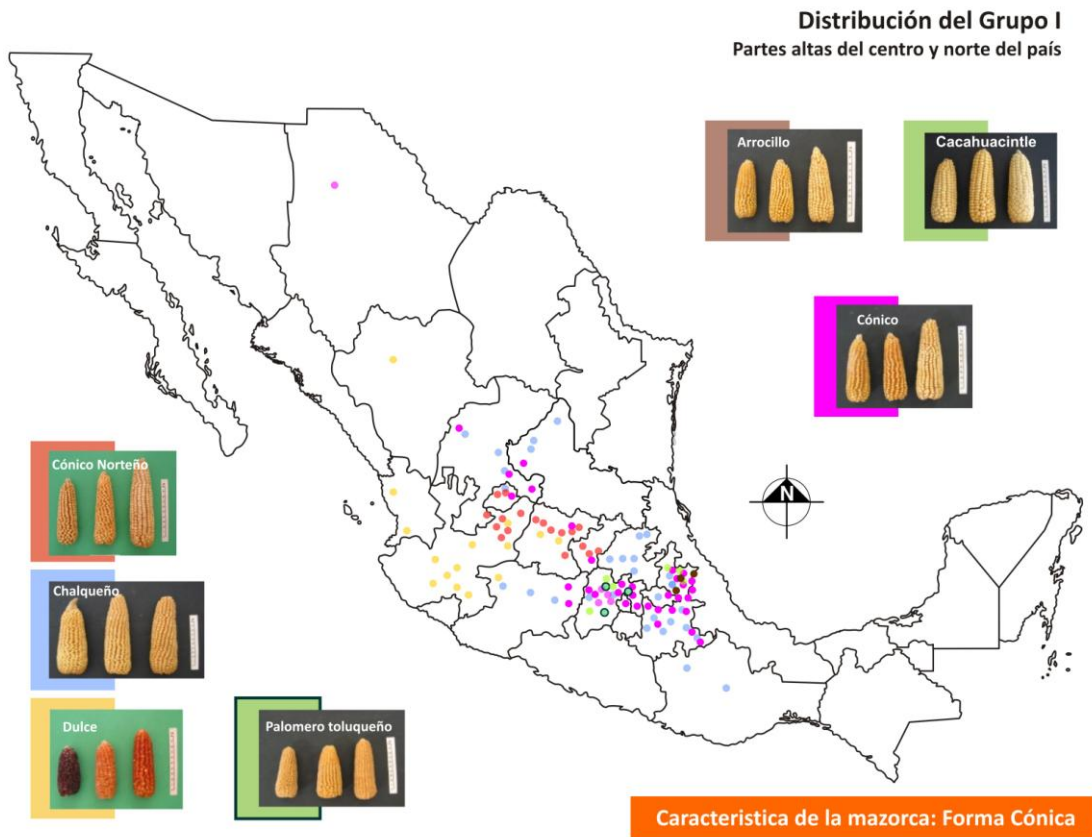 Distribución del Grupo I
Partes altas del centro y norte del país
Arrocillo
Cacahuacintle
Cónico
N
Cónico Norteño
Chalqueño
Dulce
Palomero toluqueño
Caracteristica de la mazorca: Forma Cónica